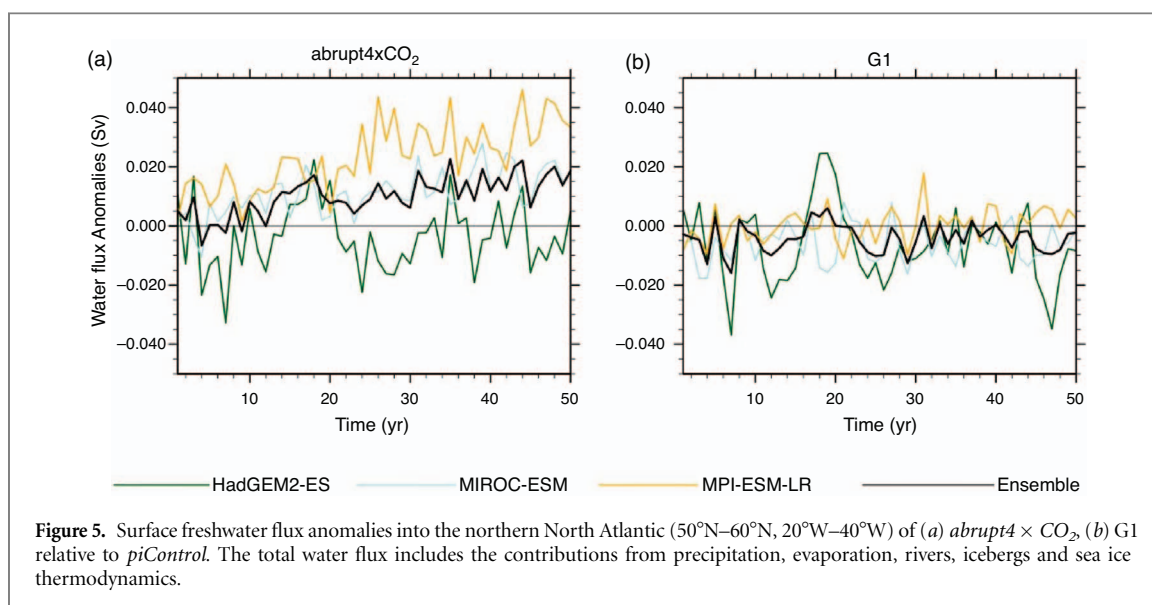 (a)
abrupt4xCO₂
(b)
G1
Water flux Anomalies (Sv)
0.040
0.020
0.000
−0.020
−0.040
10 20 30 40 50
Time (yr)
0.040
0.020
0.000
−0.020
−0.040
10 20 30 40 50
Time (yr)
HadGEM2-ES MIROC-ESM MPI-ESM-LR Ensemble
Figure 5. Surface freshwater flux anomalies into the northern North Atlantic (50°N–60°N, 20°W–40°W) of (a) abrupt4 × CO₂, (b) G1
relative to piControl. The total water flux includes the contributions from precipitation, evaporation, rivers, icebergs and sea ice
thermodynamics.